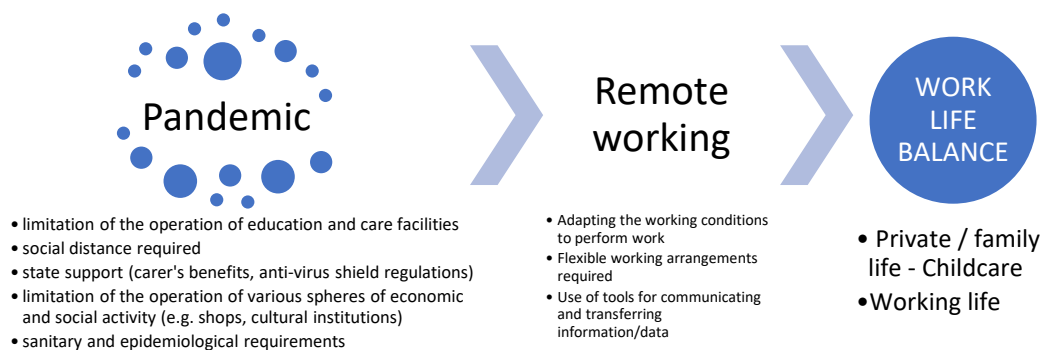 Pandemic
• limitation of the operation of education and care facilities
• social distance required
• state support (carer's benefits, anti-virus shield regulations)
• limitation of the operation of various spheres of economic
and social activity (e.g. shops, cultural institutions)
• sanitary and epidemiological requirements
Remote
working
• Adapting the working conditions
to perform work
• Flexible working arrangements
required
• Use of tools for communicating
and transferring
information/data
WORK
LIFE
BALANCE
• Private / family
life - Childcare
•Working life